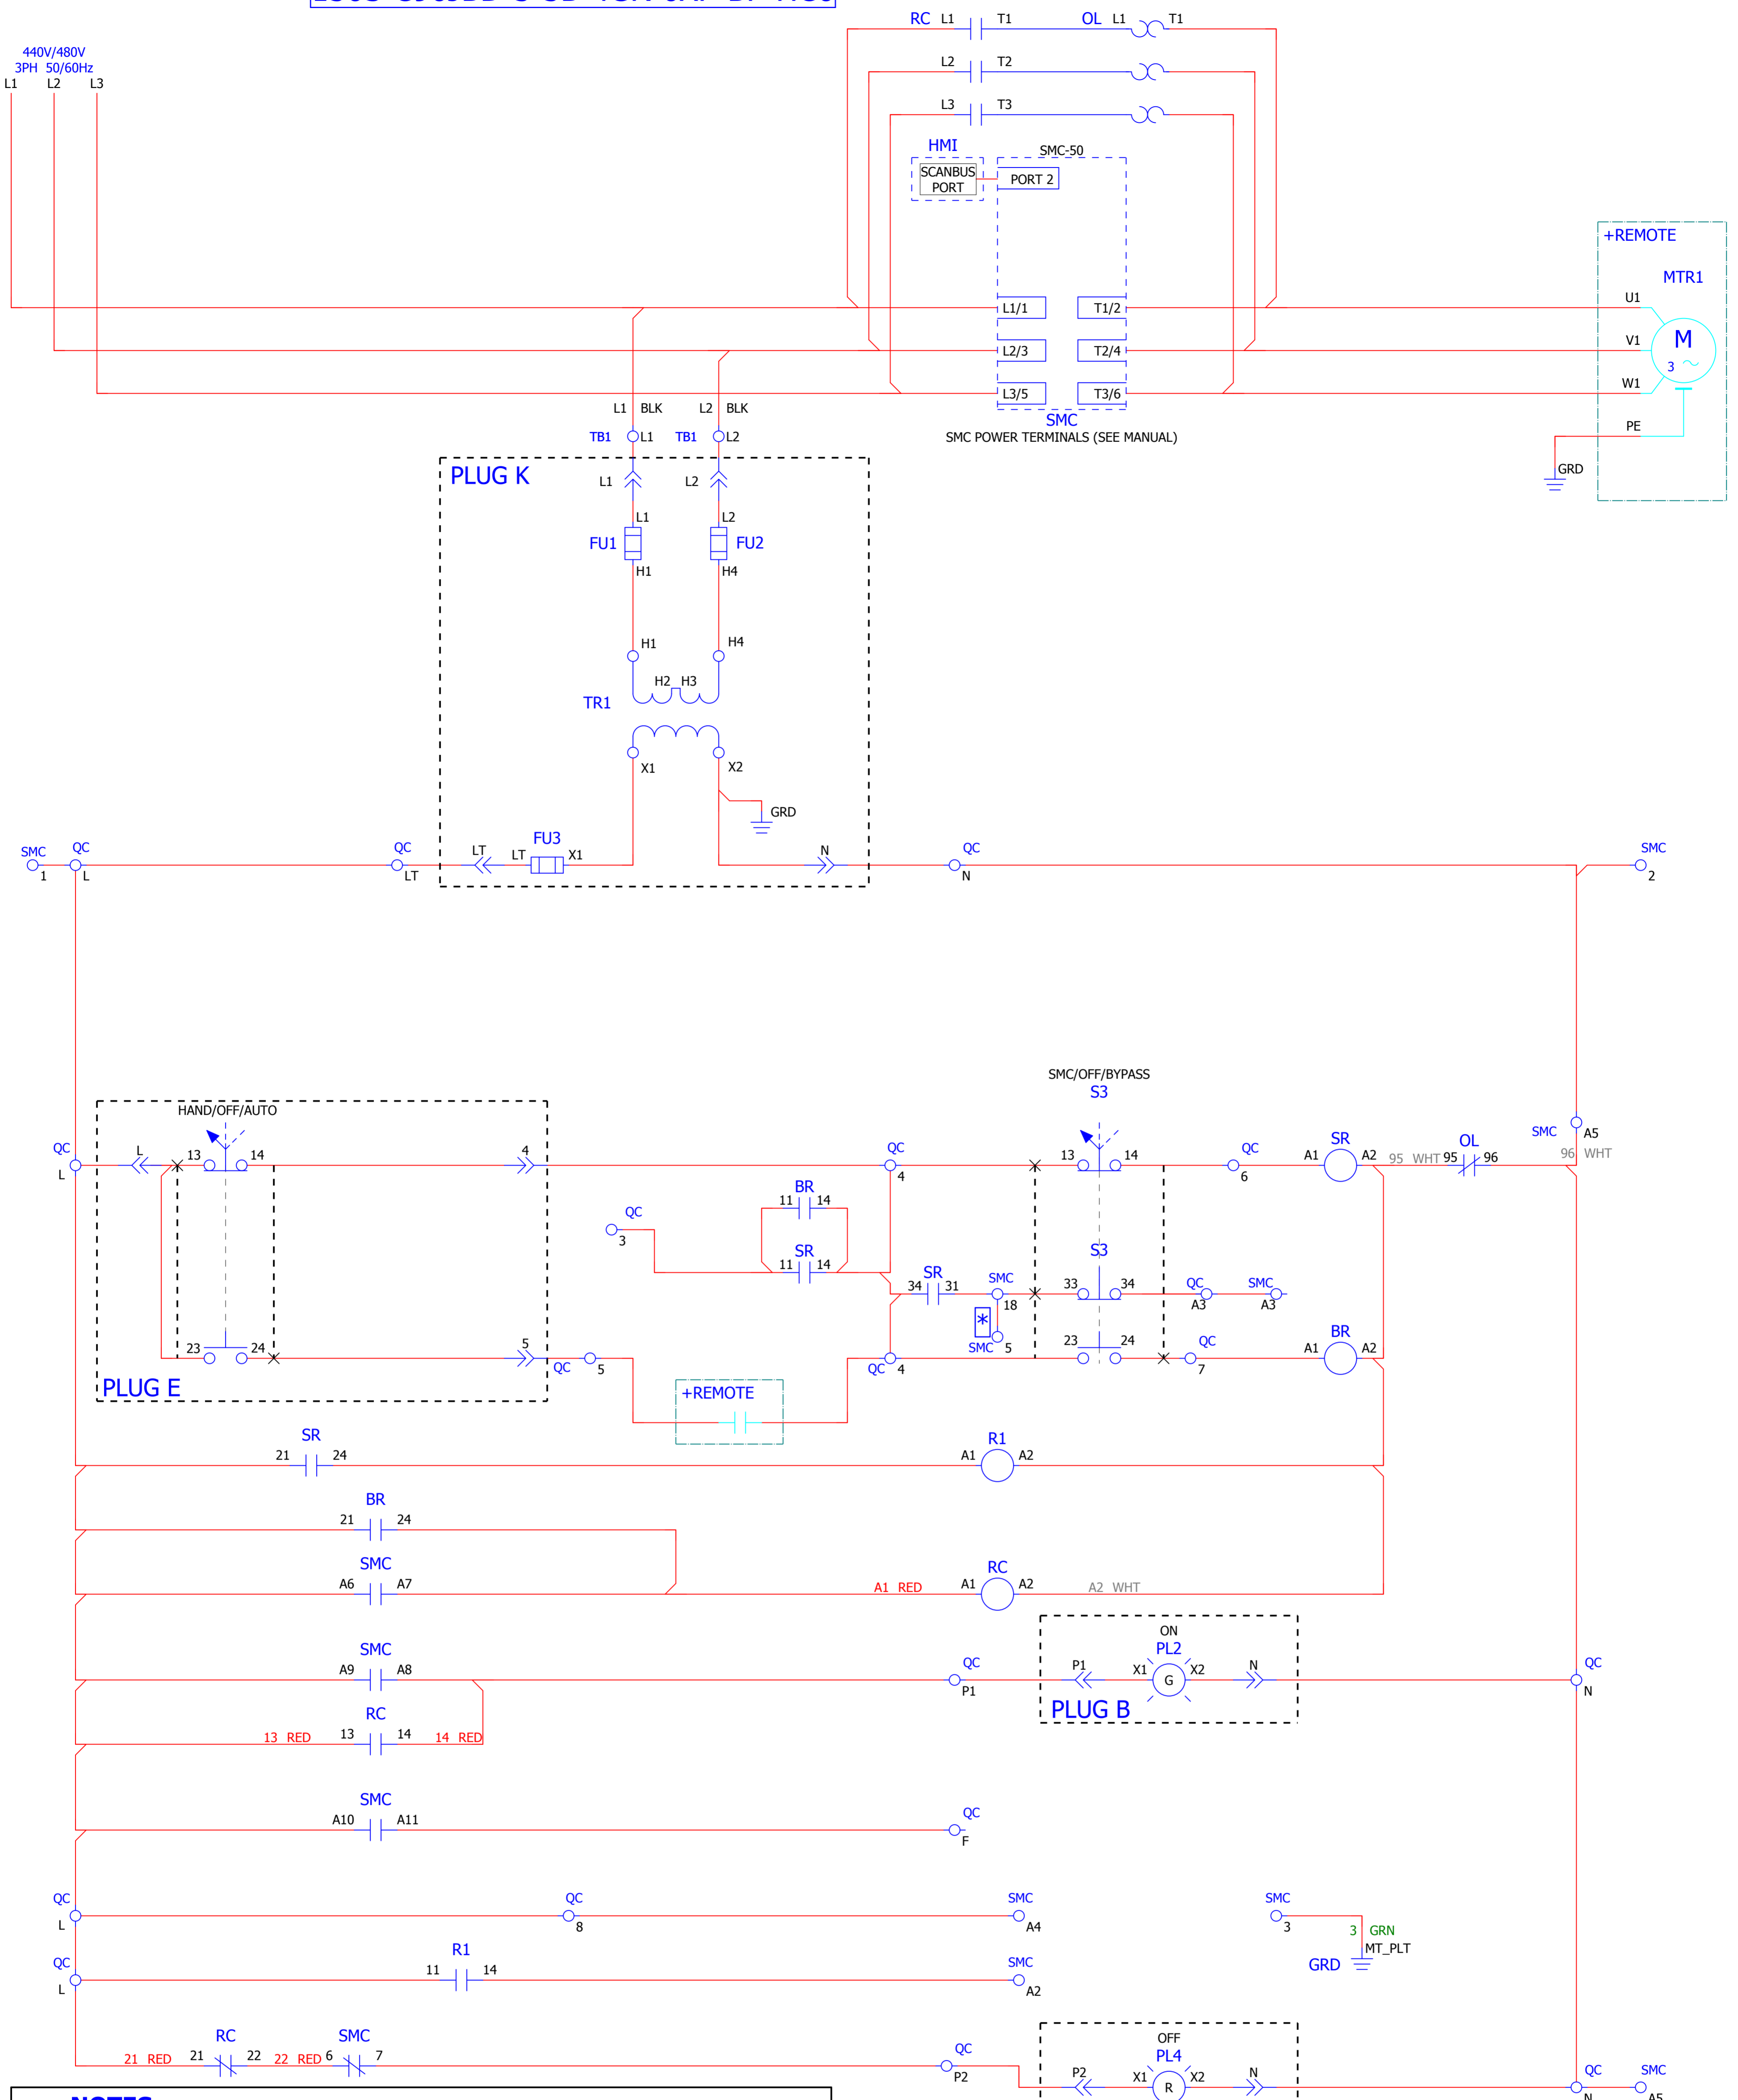 RC L1 T1 OL L1 T1
440V/480V
3PH 50/60Hz
L1 L2 L3
L2 T2
L3 T3
HMI
SMC-50
SCANBUS
PORT
PORT 2
+REMOTE
MTR1
U1
L1/1 T1/2
M
3
V1
L2/3 T2/4
W1
L3/5 T3/6
SMC
SMC POWER TERMINALS (SEE MANUAL)
PE
GRD
L1 BLK L2 BLK
TB1 L1 TB1 L2
PLUG K
L1 L2
L1 L2
FU1 FU2
H1 H4
H1 H4
H2 H3
TR1
X1 X2
GRD
FU3
SMC QC QC LT LT X1 N QC SMC
1 L LT N 2
SMC/OFF/BYPASS
S3
HAND/OFF/AUTO
QC L 13 14 4 QC 13 14 QC SR OL SMC A5
L 4 6 A1 A2 95 WHT 95 96 96 WHT
BR
11 14
QC
3
SR
11 14
S3
SR
34 31 SMC 33 34 QC SMC
18 A3 A3
*
SMC 5
BR
23 24 5 QC 5 QC 4 23 24 QC A1 A2
7
PLUG E
+REMOTE
SR
21 24
R1
A1 A2
BR
21 24
SMC
A6 A7
RC
A1 RED A1 A2 A2 WHT
ON
SMC
A9 A8
QC
P1
PL2
P1 X1 G X2 N
QC
N
PLUG B
RC
13 RED 13 14 14 RED
SMC
A10 A11
QC
F
QC QC SMC SMC
L 8 A4 3
3 GRN
MT_PLT
GRD
QC R1 SMC
L 11 14 A2
OFF
RC SMC
21 RED 21 22 22 RED 6 7
QC
P2
PL4
P2 X1 R X2 N
QC SMC
N A5